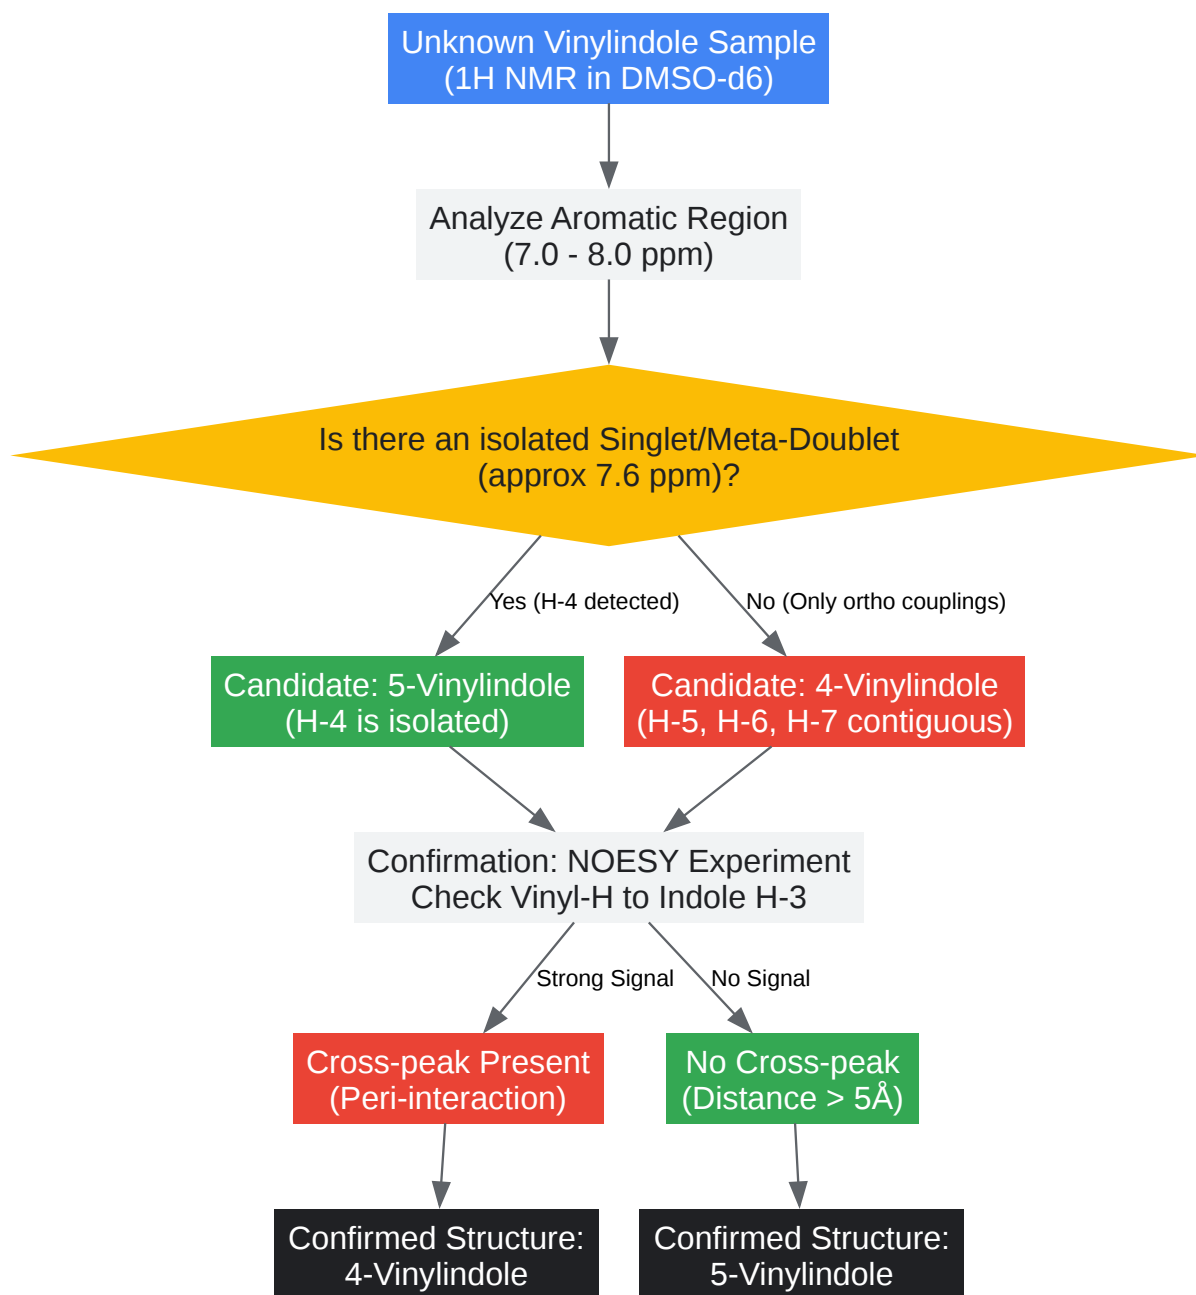 Unknown Vinylindole Sample
(1H NMR in DMSO-d6)
Analyze Aromatic Region
(7.0 - 8.0 ppm)
Is there an isolated Singlet/Meta-Doublet
(approx 7.6 ppm)?
Yes (H-4 detected)
No (Only ortho couplings)
Candidate: 5-Vinylindole
(H-4 is isolated)
Candidate: 4-Vinylindole
(H-5, H-6, H-7 contiguous)
Confirmation: NOESY Experiment
Check Vinyl-H to Indole H-3
Strong Signal
No Signal
Cross-peak Present
(Peri-interaction)
No Cross-peak
(Distance > 5Å)
Confirmed Structure:
4-Vinylindole
Confirmed Structure:
5-Vinylindole